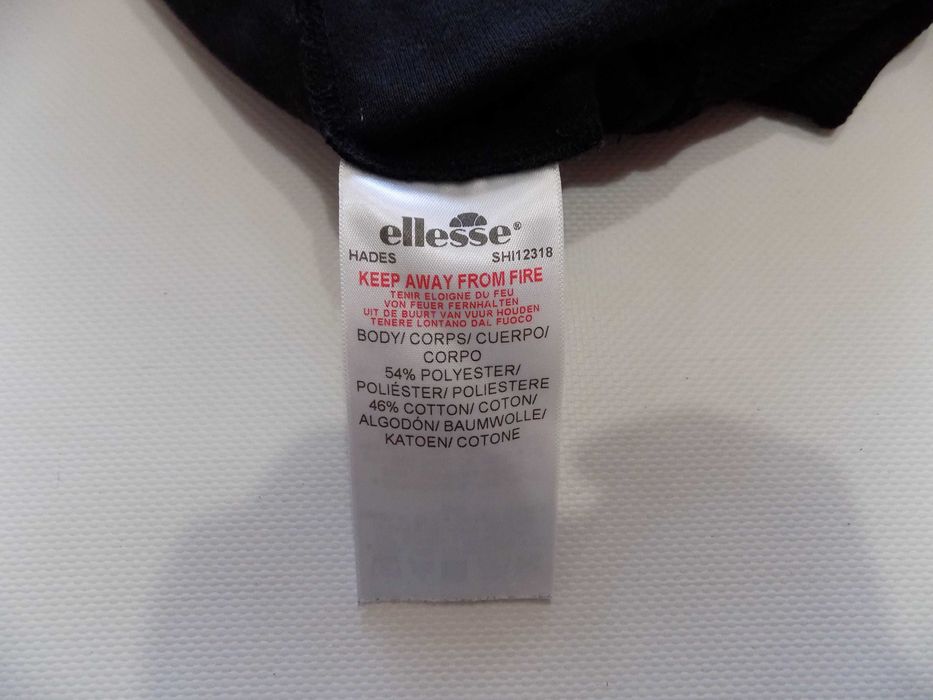 ellesse®
HADES SHI12318
KEEP AWAY FROM FIRE
TENIR ELOIGNE DU FEU
VON FEUER FERNHALTEN
UIT DE BUURT VAN VUUR HOUDEN
TENERE LONTANO DAL FUOCO
BODY/ CORPS/ CUERPO/
CORPO
54% POLYESTER/
POLIÉSTER/ POLIESTERE
46% COTTON/ COTON/
ALGODÓN/ BAUMWOLLE/
KATOEN/ COTONE